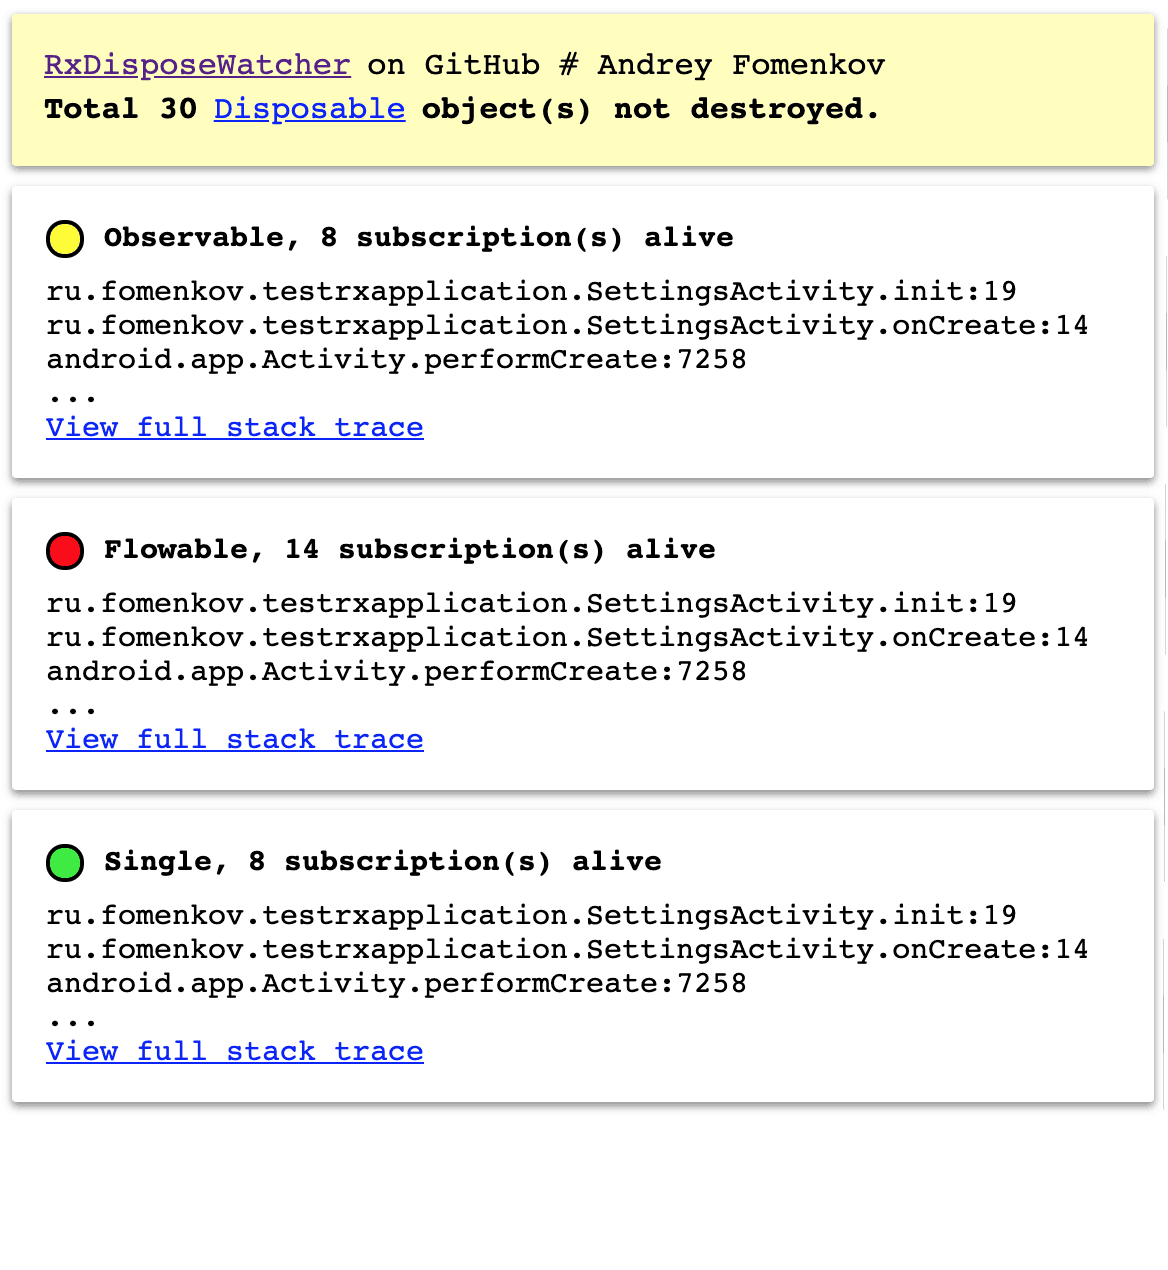 RxDisposeWatcher on GitHub # Andrey Fomenkov
Total 30 Disposable object(s) not destroyed.
Observable, 8 subscription(s) alive
ru.fomenkov.testrxapplication.SettingsActivity.init:19
ru.fomenkov.testrxapplication.SettingsActivity.onCreate:14
android.app.Activity.performCreate:7258
...
View full stack trace
Flowable, 14 subscription(s) alive
ru.fomenkov.testrxapplication.SettingsActivity.init:19
ru.fomenkov.testrxapplication.SettingsActivity.onCreate:14
android.app.Activity.performCreate:7258
...
View full stack trace
Single, 8 subscription(s) alive
ru.fomenkov.testrxapplication.SettingsActivity.init:19
ru.fomenkov.testrxapplication.SettingsActivity.onCreate:14
android.app.Activity.performCreate:7258
...
View full stack trace